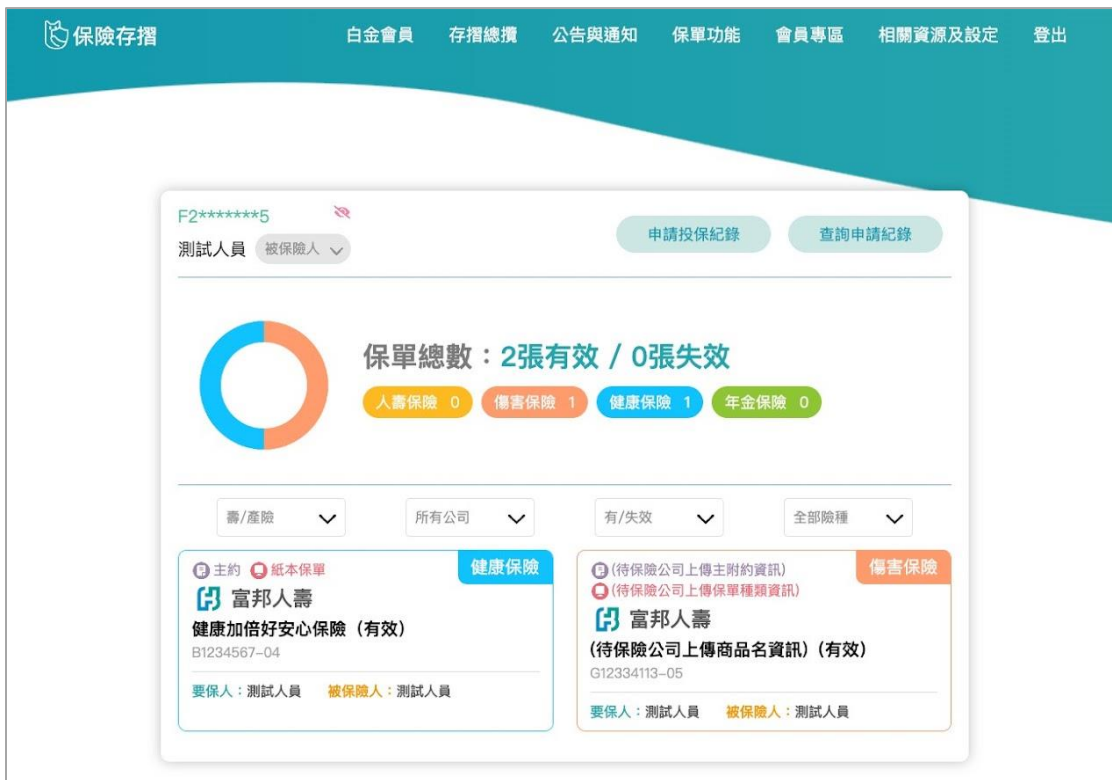 保險存摺
白金會員 存摺總攬 公告與通知 保單功能 會員專區 相關資源及設定 登出
F2*******5
測試人員 被保險人
申請投保紀錄 查詢申請紀錄
保單總數：2張有效 / 0張失效
人壽保險 0 傷害保險 1 健康保險 1 年金保險 0
壽/產險 所有公司 有/失效 全部險種
主約 紙本保單 健康保險
富邦人壽
健康加倍好安心保險（有效）
B1234567-04
要保人：測試人員 被保險人：測試人員
(待保險公司上傳主附約資訊) 傷害保險
(待保險公司上傳保單種類資訊)
富邦人壽
(待保險公司上傳商品名資訊)（有效）
G12334113-05
要保人：測試人員 被保險人：測試人員